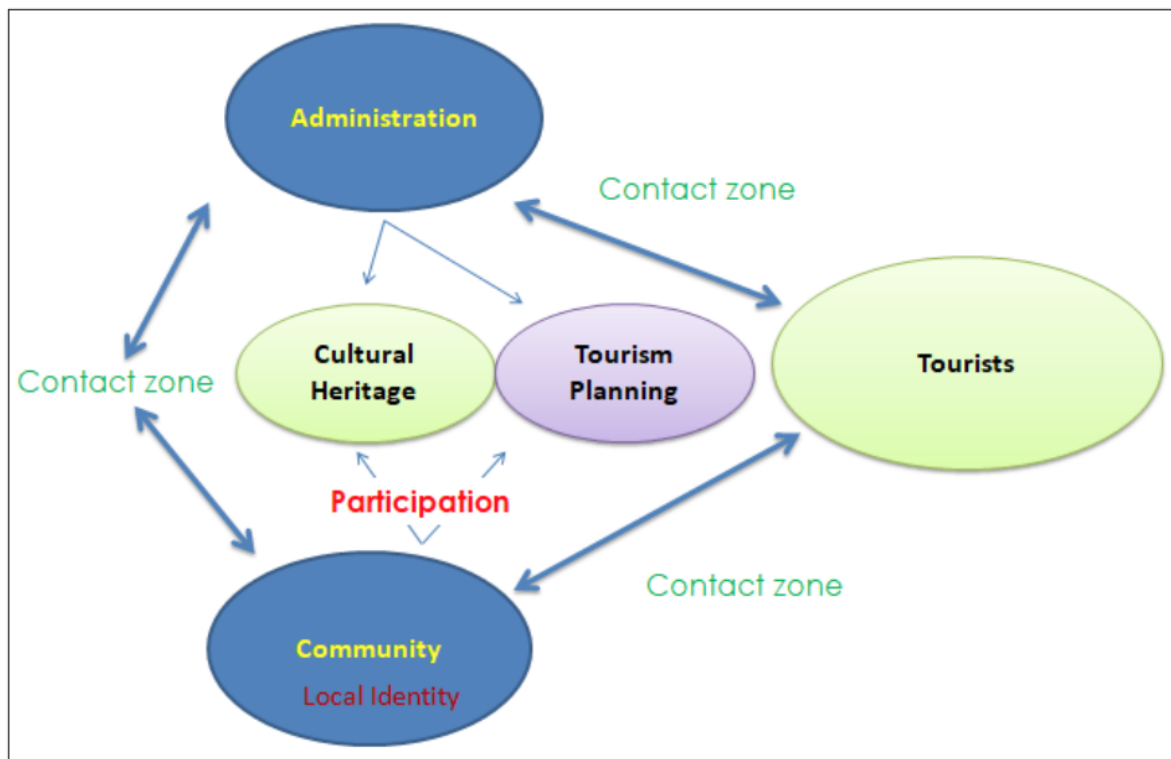 Administration
Contact zone
Cultural
Heritage
Tourism
Planning
Tourists
Contact zone
Participation
Contact zone
Community
Local Identity